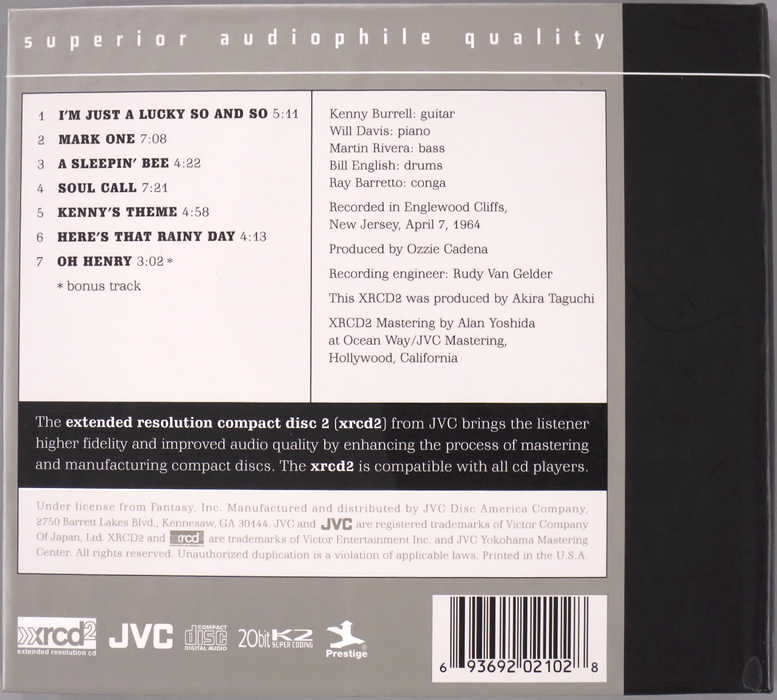 superior audiophile quality
1 I'M JUST A LUCKY SO AND SO 5:11
2 MARK ONE 7:08
3 A SLEEPIN' BEE 4:22
4 SOUL CALL 7:21
5 KENNY'S THEME 4:58
6 HERE'S THAT RAINY DAY 4:13
7 OH HENRY 3:02 *
* bonus track
Kenny Burrell: guitar
Will Davis: piano
Martin Rivera: bass
Bill English: drums
Ray Barretto: conga
Recorded in Englewood Cliffs,
New Jersey, April 7, 1964
Produced by Ozzie Cadena
Recording engineer: Rudy Van Gelder
This XRCD2 was produced by Akira Taguchi
XRCD2 Mastering by Alan Yoshida
at Ocean Way/JVC Mastering,
Hollywood, California
The extended resolution compact disc 2 (xrcd2) from JVC brings the listener
higher fidelity and improved audio quality by enhancing the process of mastering
and manufacturing compact discs. The xrcd2 is compatible with all cd players.
Under license from Fantasy, Inc. Manufactured and distributed by JVC Disc America Company,
2750 Barrett Lakes Blvd., Kennesaw, GA 30144. JVC and JVC are registered trademarks of Victor Company
Of Japan, Ltd. XRCD2 and xrcd2 are trademarks of Victor Entertainment Inc. and JVC Yokohama Mastering
Center. All rights reserved. Unauthorized duplication is a violation of applicable laws. Printed in the U.S.A.
xrcd2
extended resolution cd
JVC
COMPACT
disc
DIGITAL AUDIO
20bit K2
SUPER CODING
Prestige®
6 93692 02102 8